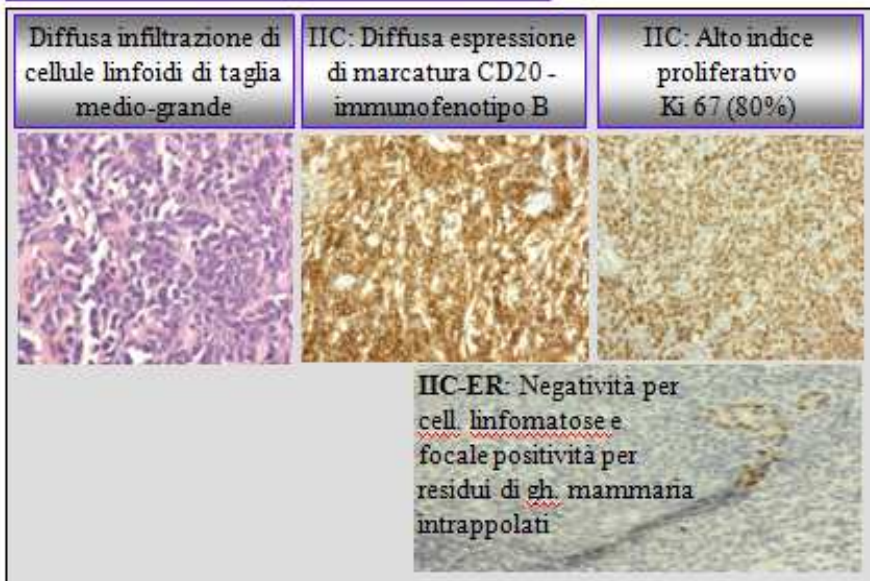 Diffusa infiltrazione di
cellule linfoidi di taglia
medio-grande
IIC: Diffusa espressione
di marcatura CD20 -
immunofenotipo B
IIC: Alto indice
proliferativo
Ki 67 (80%)
IIC-ER: Negatività per
cell. linfomatose e
focale positività per
residui di gh. mammaria
intrappolati